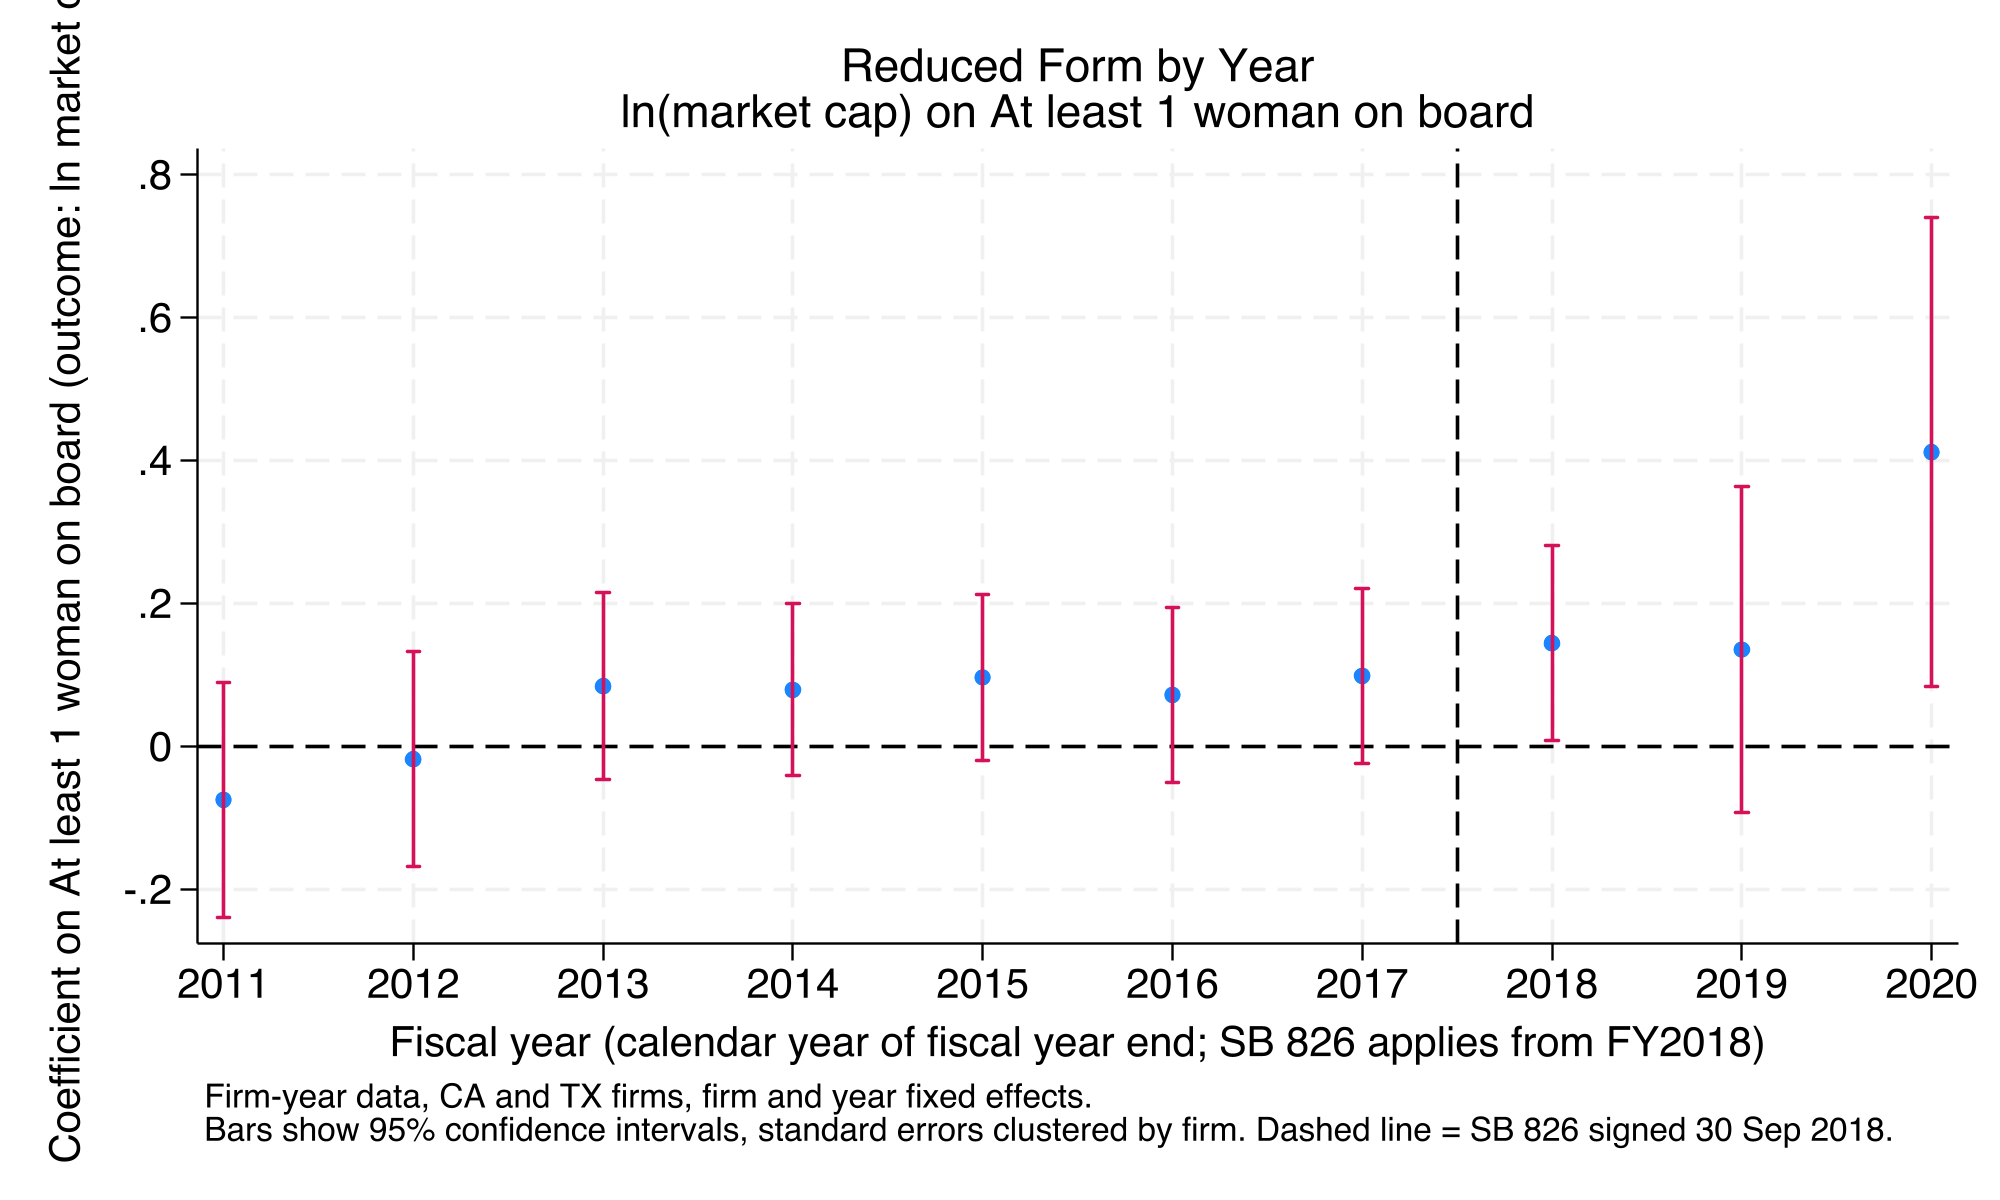 Reduced Form by Year
ln(market cap) on At least 1 woman on board
Coefficient on At least 1 woman on board (outcome: ln market
.8
.6
.4
.2
0
-.2
2011 2012 2013 2014 2015 2016 2017 2018 2019 2020
Fiscal year (calendar year of fiscal year end; SB 826 applies from FY2018)
Firm-year data, CA and TX firms, firm and year fixed effects.
Bars show 95% confidence intervals, standard errors clustered by firm. Dashed line = SB 826 signed 30 Sep 2018.